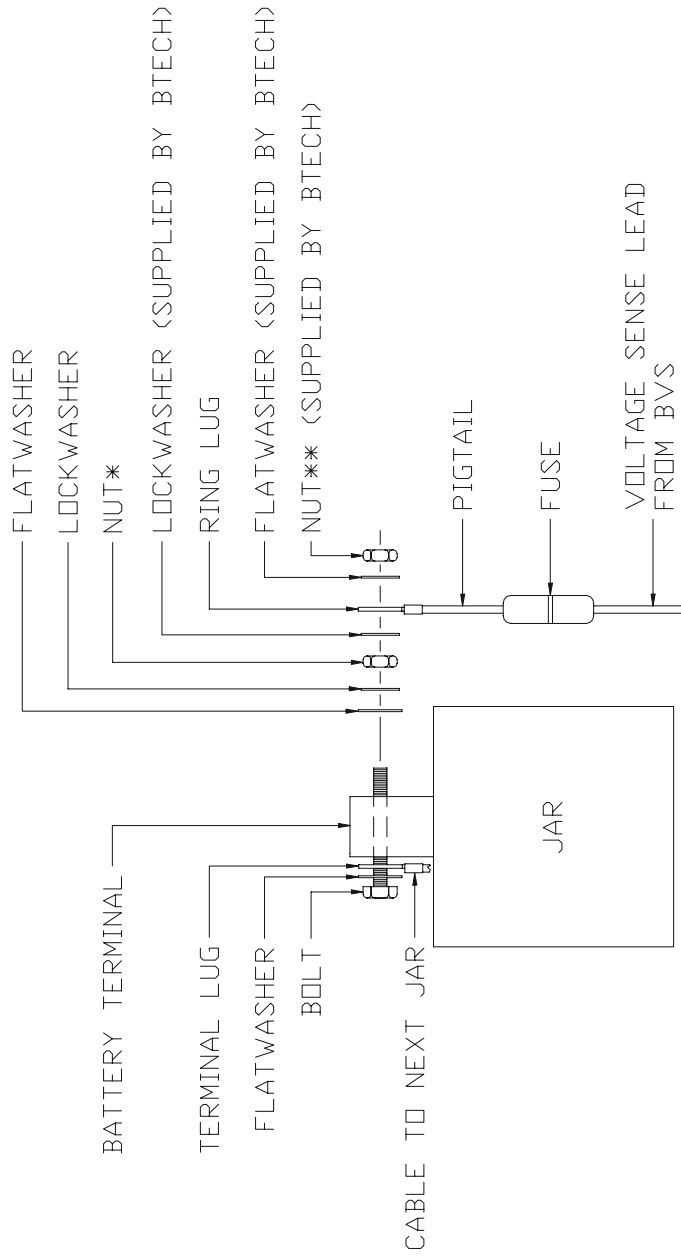 FLATWASHER
LOCKWASHER
NUT*
LOCKWASHER (SUPPLIED BY BTECH)
RING LUG
FLATWASHER (SUPPLIED BY BTECH)
NUT** (SUPPLIED BY BTECH)
BATTERY TERMINAL
TERMINAL LUG
FLATWASHER
BOLT
CABLE TO NEXT JAR
PIGTAIL
FUSE
VOLTAGE SENSE LEAD
FROM BVS
JAR